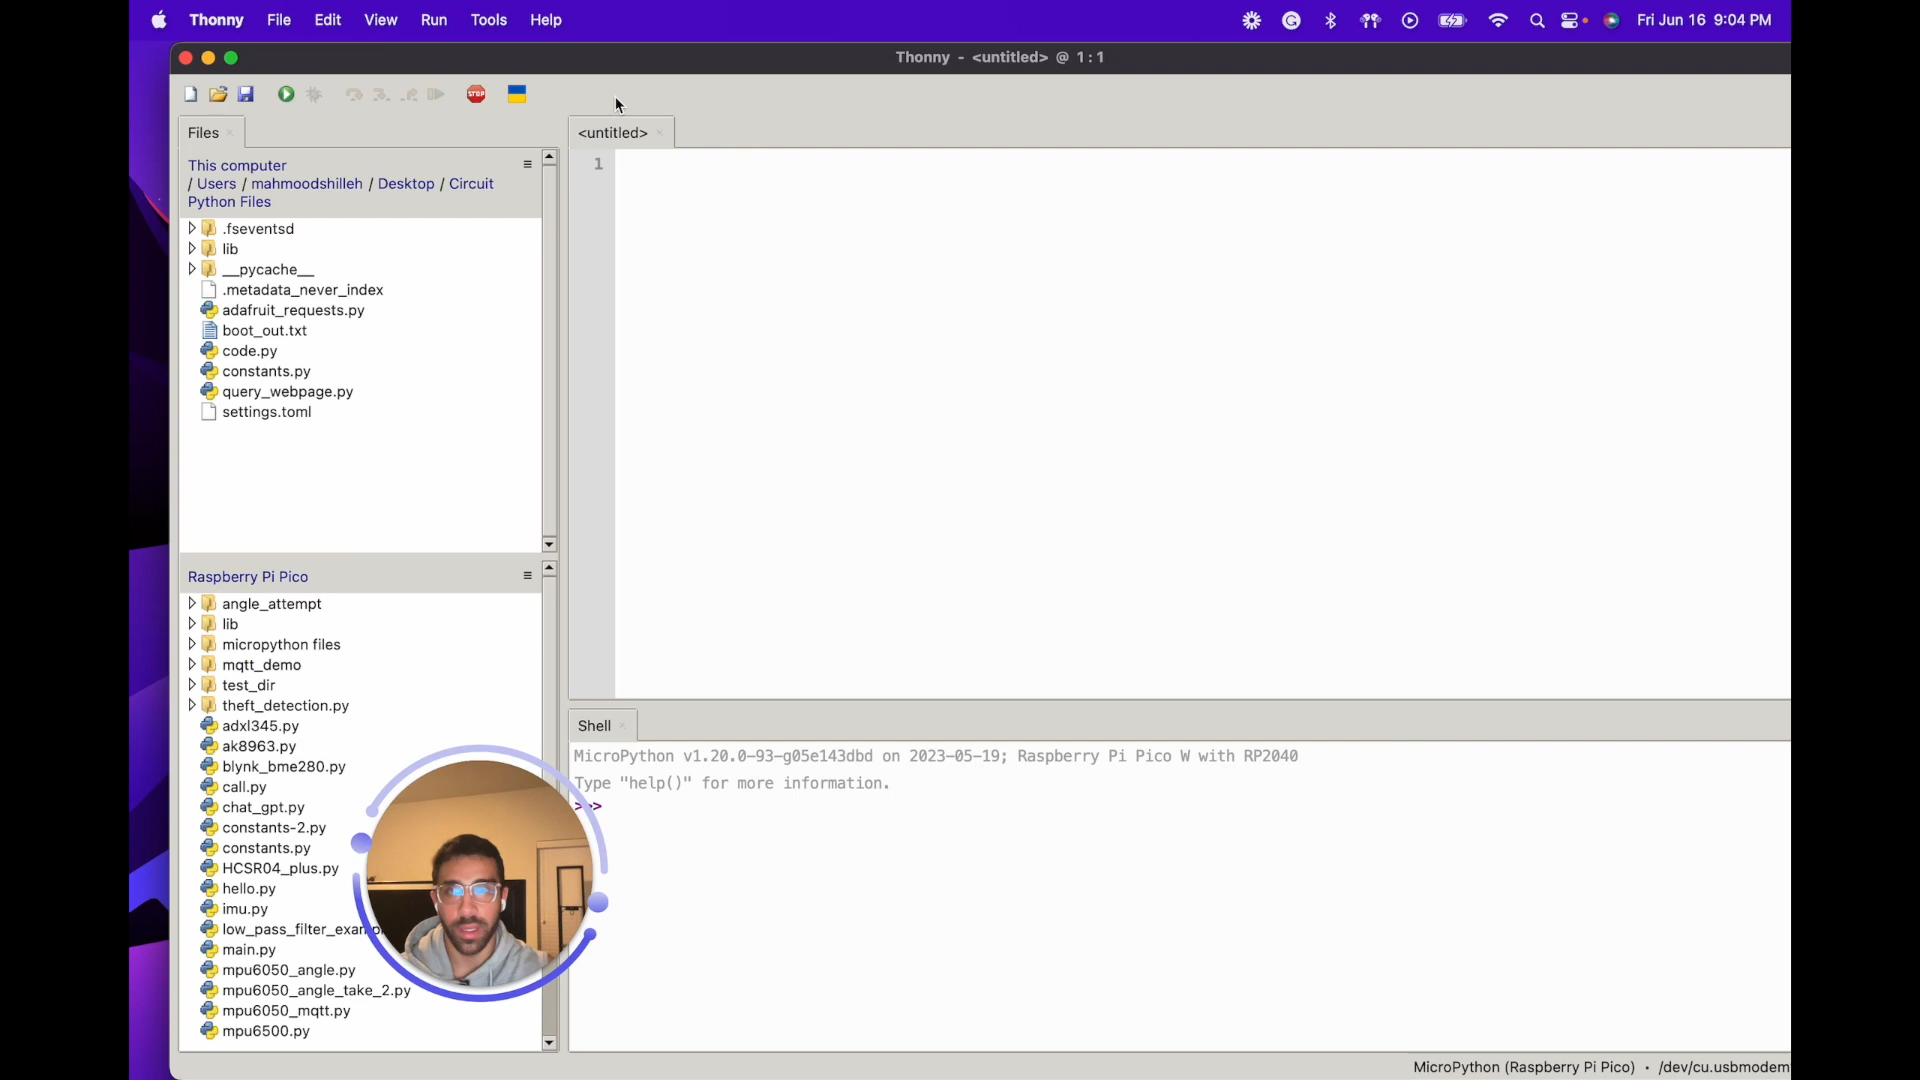 Thonny File Edit View Run Tools Help Fri Jun 16 9:04 PM
Thonny - <untitled> @ 1:1
STOP
Files
<untitled>
This computer
/ Users / mahmoodshilleh / Desktop / Circuit
Python Files
1
.fseventsd
lib
__pycache__
.metadata_never_index
adafruit_requests.py
boot_out.txt
code.py
constants.py
query_webpage.py
settings.toml
Raspberry Pi Pico
angle_attempt
lib
micropython files
mqtt_demo
test_dir
theft_detection.py
adxl345.py
ak8963.py
blynk_bme280.py
call.py
chat_gpt.py
constants-2.py
constants.py
HCSR04_plus.py
hello.py
imu.py
main.py
mpu6050_angle.py
mpu6050_angle_take_2.py
mpu6050_mqtt.py
mpu6500.py
Shell
MicroPython v1.20.0-93-g05e143dbd on 2023-05-19; Raspberry Pi Pico W with RP2040
Type "help()" for more information.
>>>
MicroPython (Raspberry Pi Pico) • /dev/cu.usbmodem